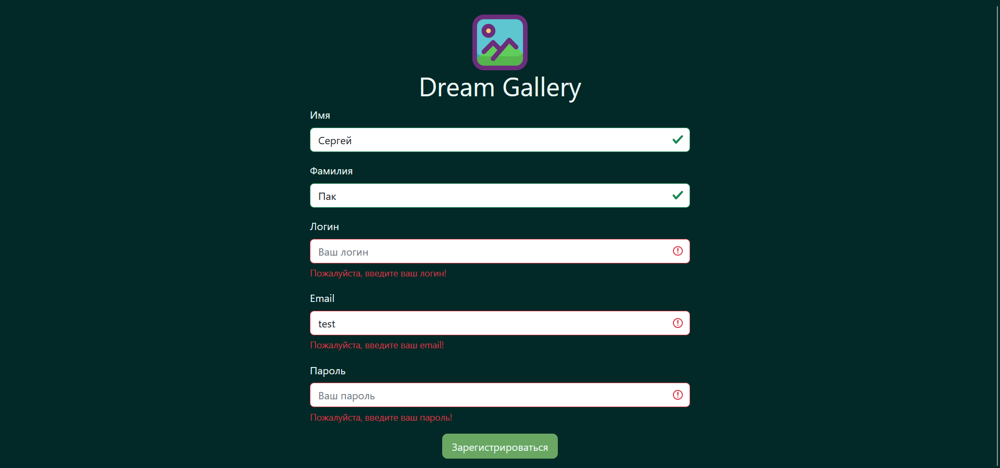 Dream Gallery
Имя
Сергей
Фамилия
Пак
Логин
Ваш логин
Пожалуйста, введите ваш логин!
Email
test
Пожалуйста, введите ваш email!
Пароль
Ваш пароль
Пожалуйста, введите ваш пароль!
Зарегистрироваться